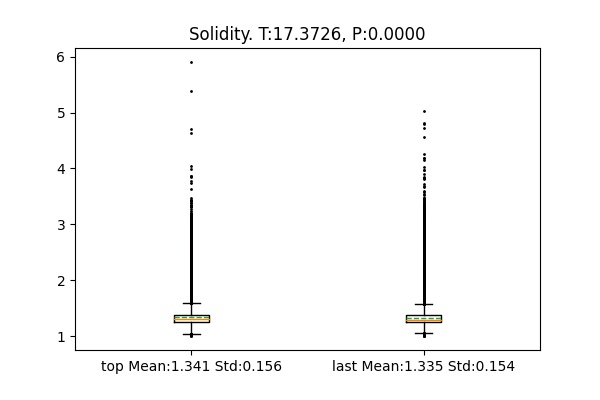 Solidity. T:17.3726, P:0.0000
6
5
4
3
2
1
top Mean:1.341 Std:0.156
last Mean:1.335 Std:0.154